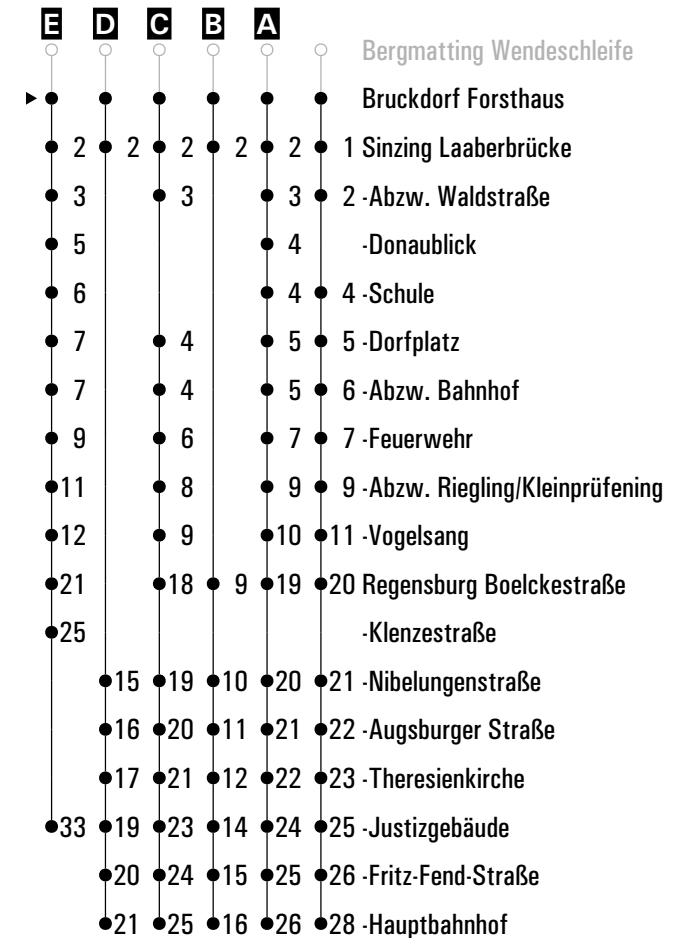 E D C B A
Bergmatting Wendeschleife
Bruckdorf Forsthaus
2 2 2 2 2 1 Sinzing Laaberbrücke
3 3 3 2 -Abzw. Waldstraße
5 4 -Donaublick
6 4 4 -Schule
7 4 5 5 -Dorfplatz
7 4 5 6 -Abzw. Bahnhof
9 6 7 7 -Feuerwehr
11 8 9 9 -Abzw. Riegling/Kleinprüfening
12 9 10 11 -Vogelsang
21 18 9 19 20 Regensburg Boelckestraße
25 -Klenzestraße
15 19 10 20 21 -Nibelungenstraße
16 20 11 21 22 -Augsburger Straße
17 21 12 22 23 -Theresienkirche
33 19 23 14 24 25 -Justizgebäude
20 24 15 25 26 -Fritz-Fend-Straße
21 25 16 26 28 -Hauptbahnhof